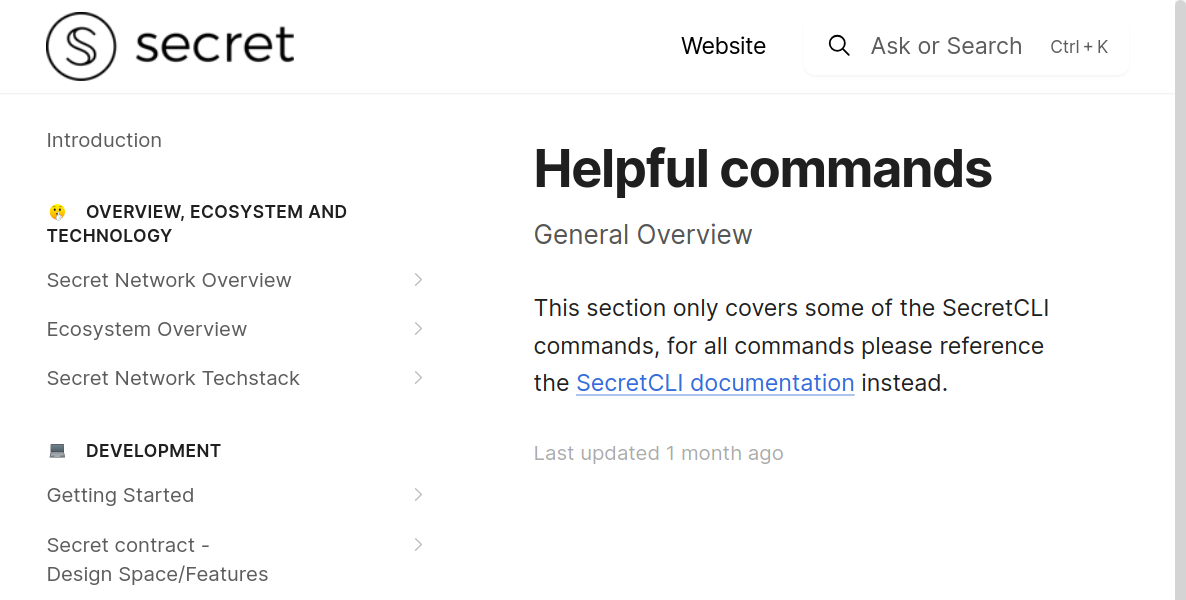 secret
Website
Ask or Search
Ctrl + K
Introduction
OVERVIEW, ECOSYSTEM AND
TECHNOLOGY
Secret Network Overview
Ecosystem Overview
Secret Network Techstack
DEVELOPMENT
Getting Started
Secret contract -
Design Space/Features
Helpful commands
General Overview
This section only covers some of the SecretCLI
commands, for all commands please reference
the SecretCLI documentation instead.
Last updated 1 month ago